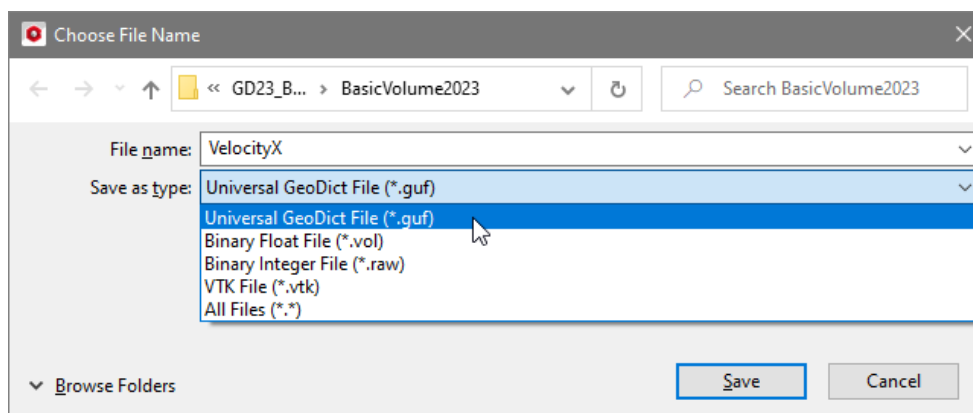 Choose File Name
« GD23_B... › BasicVolume2023 Search BasicVolume2023
File name: VelocityX
Save as type: Universal GeoDict File (*.guf)
Universal GeoDict File (*.guf)
Binary Float File (*.vol)
Binary Integer File (*.raw)
VTK File (*.vtk)
All Files (*.*)
Browse Folders Save Cancel